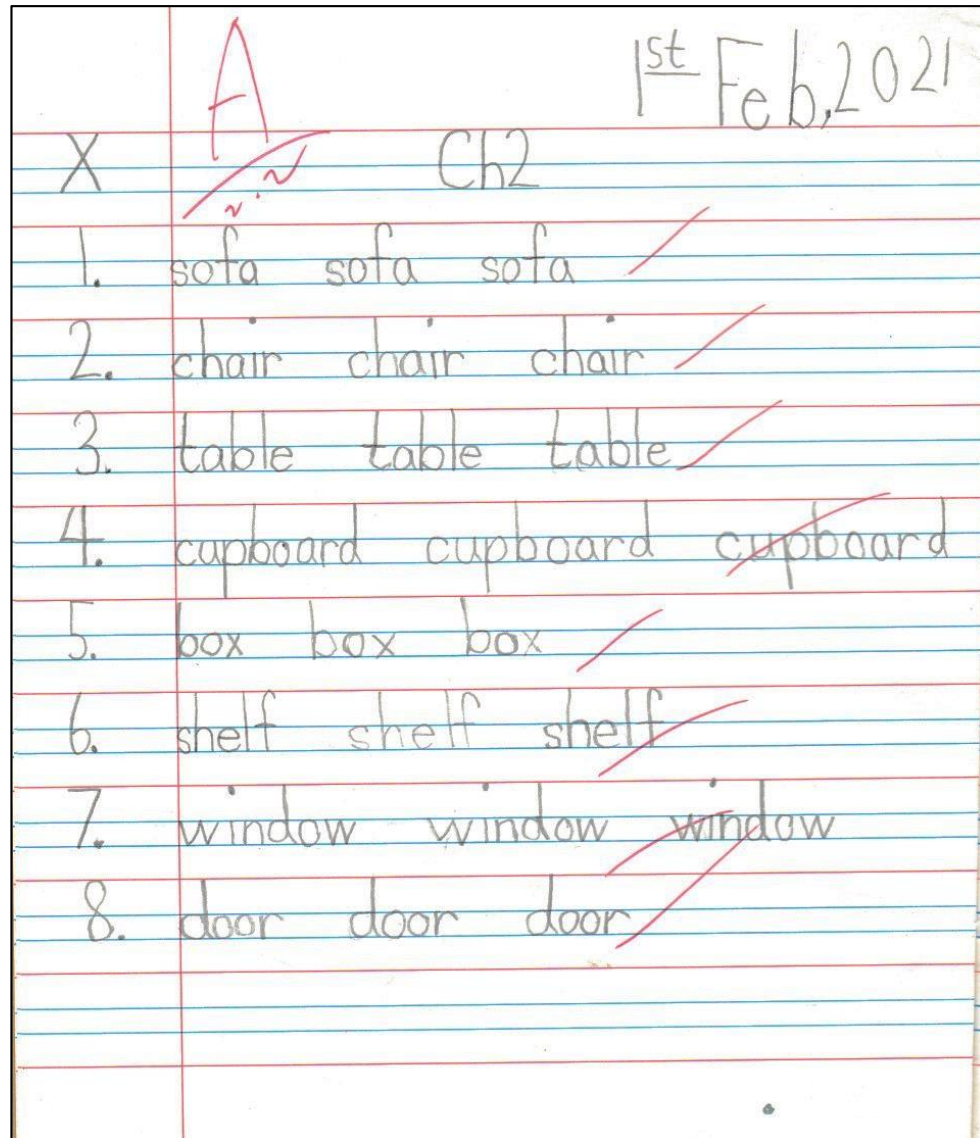 A
1st Feb, 2021
X Ch2
1. sofa sofa sofa
2. chair chair chair
3. table table table
4. cupboard cupboard cupboard
5. box box box
6. shelf shelf shelf
7. window window window
8. door door door